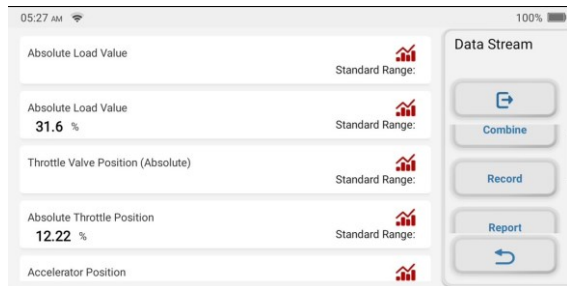 05:27 AM
100%
Absolute Load Value
Standard Range:
Absolute Load Value
31.6 %
Standard Range:
Throttle Valve Position (Absolute)
Standard Range:
Absolute Throttle Position
12.22 %
Standard Range:
Accelerator Position
Data Stream
Combine
Record
Report